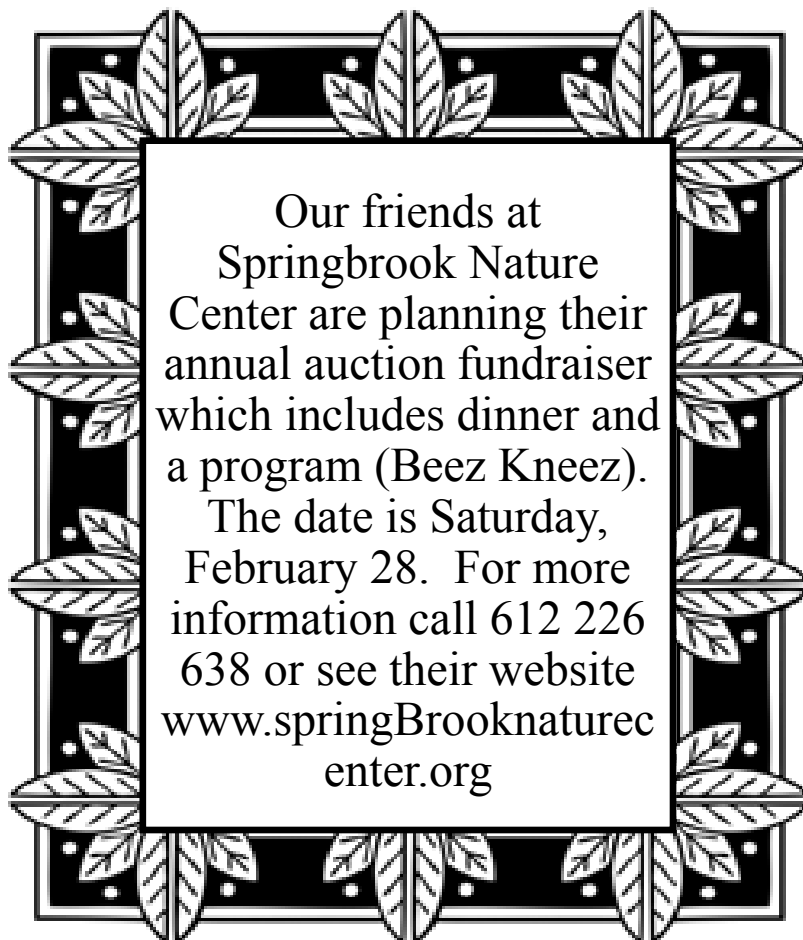 Our friends at
Springbrook Nature
Center are planning their
annual auction fundraiser
which includes dinner and
a program (Beez Kneez).
The date is Saturday,
February 28.  For more
information call 612 226
638 or see their website
www.springBrooknaturec
enter.org